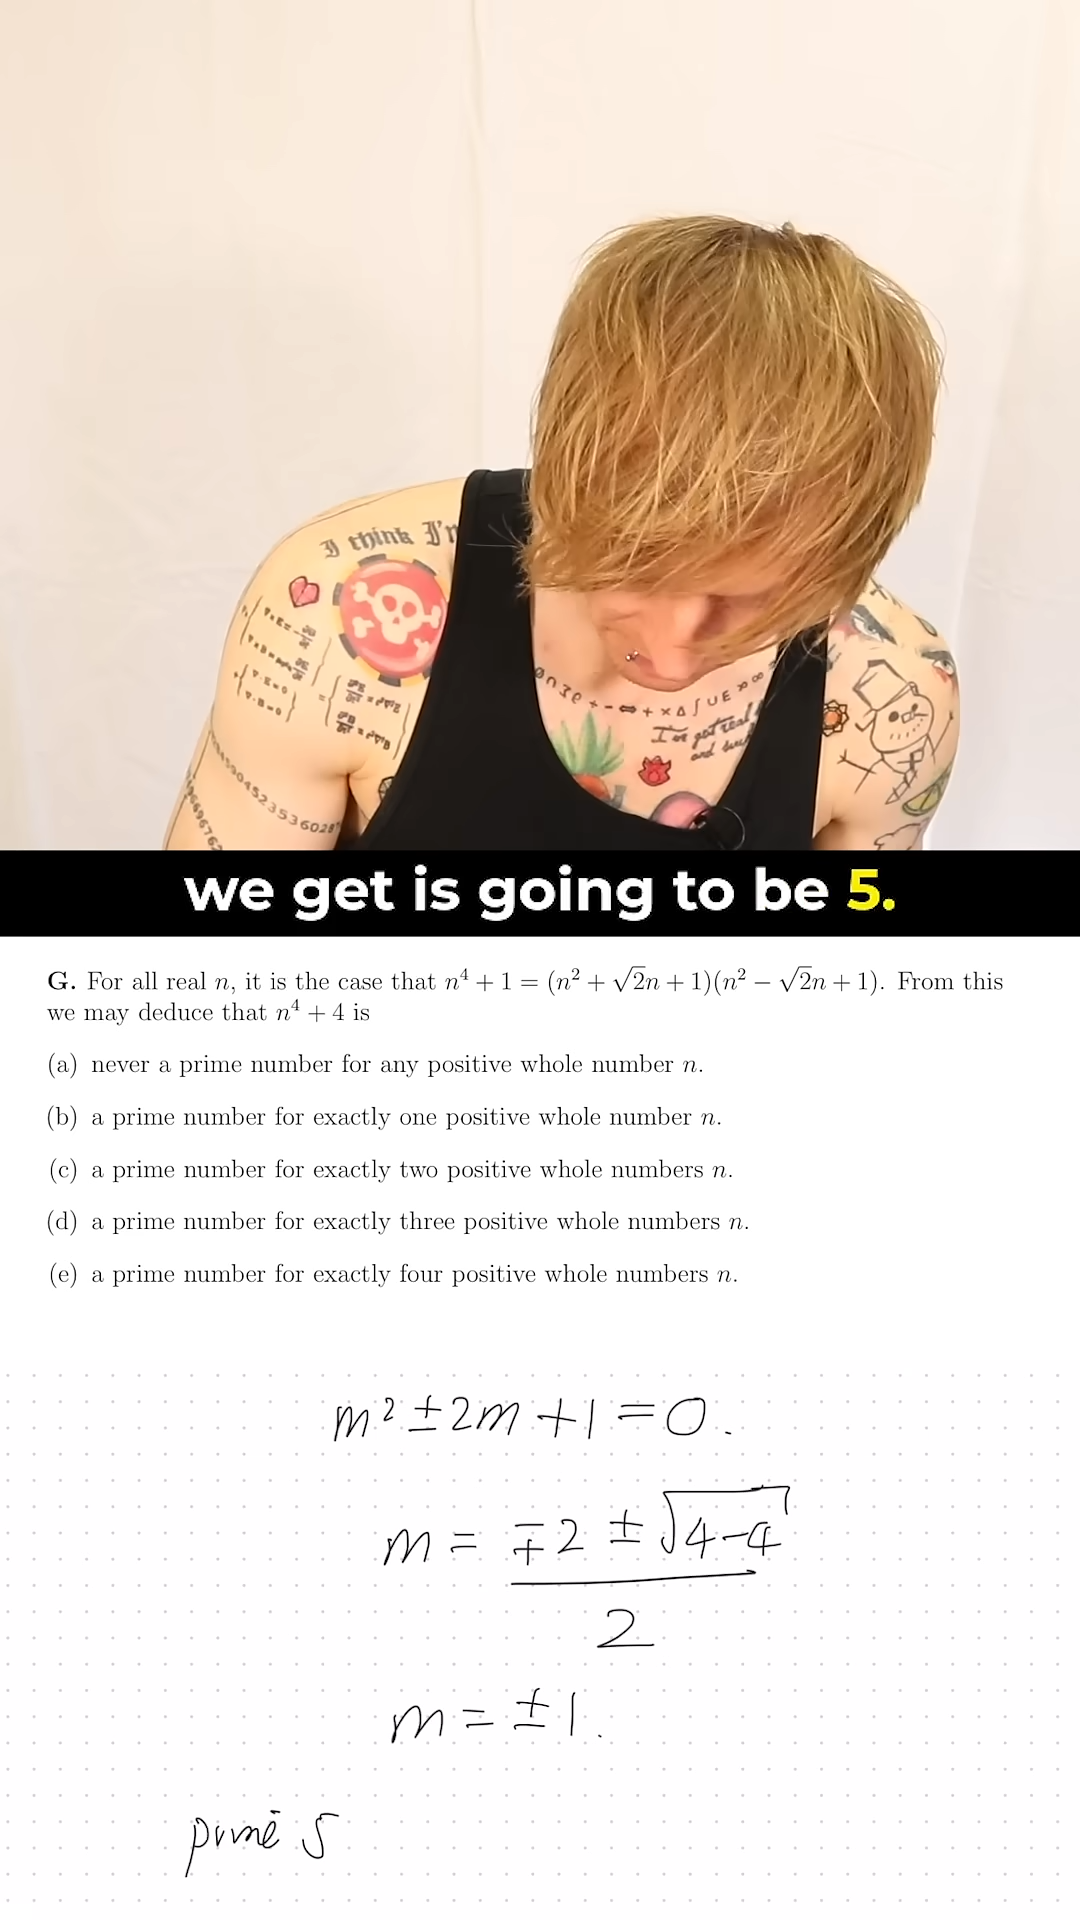 I think I'm
we get is going to be 5.
G. For all real n, it is the case that n⁴ + 1 = (n² + √2n + 1)(n² − √2n + 1). From this
we may deduce that n⁴ + 4 is
(a) never a prime number for any positive whole number n.
(b) a prime number for exactly one positive whole number n.
(c) a prime number for exactly two positive whole numbers n.
(d) a prime number for exactly three positive whole numbers n.
(e) a prime number for exactly four positive whole numbers n.
m² ± 2m + 1 = 0.
m = ∓2 ± √4-4
2
m = ±1.
prime 5